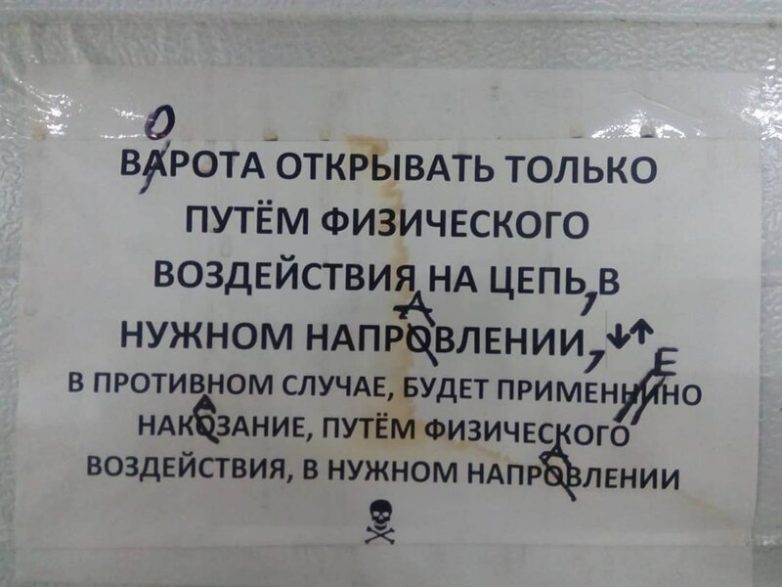 О
ВАРОТА ОТКРЫВАТЬ ТОЛЬКО
ПУТЁМ ФИЗИЧЕСКОГО
ВОЗДЕЙСТВИЯ НА ЦЕПЬ, В
А
НУЖНОМ НАПРОВЛЕНИИ, ↓↑
Е
В ПРОТИВНОМ СЛУЧАЕ, БУДЕТ ПРИМЕННИНО
А
НАКОЗАНИЕ, ПУТЁМ ФИЗИЧЕСКОГО
А
ВОЗДЕЙСТВИЯ, В НУЖНОМ НАПРОВЛЕНИИ